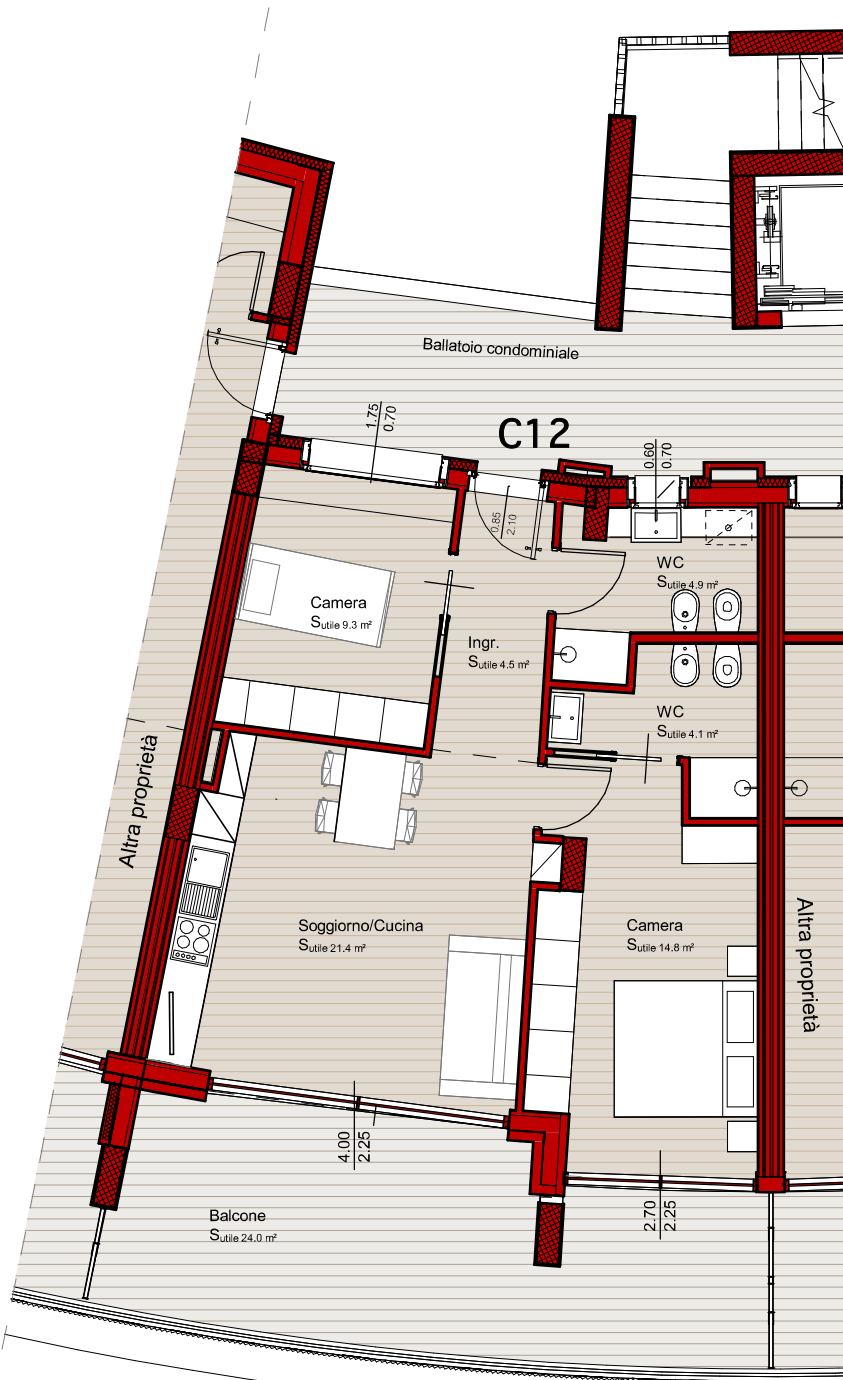 Ballatoio condominiale
C12
1.75
0.70
0.60
0.70
0.85
2.10
WC
Sutile 4.9 m²
Camera
Sutile 9.3 m²
Ingr.
Sutile 4.5 m²
WC
Sutile 4.1 m²
Altra proprietà
Soggiorno/Cucina
Sutile 21.4 m²
Camera
Sutile 14.8 m²
Altra proprietà
4.00
2.25
2.70
2.25
Balcone
Sutile 24.0 m²